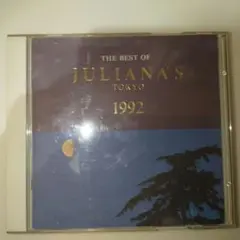 THE BEST OF
JULIANA'S
TOKYO
1992